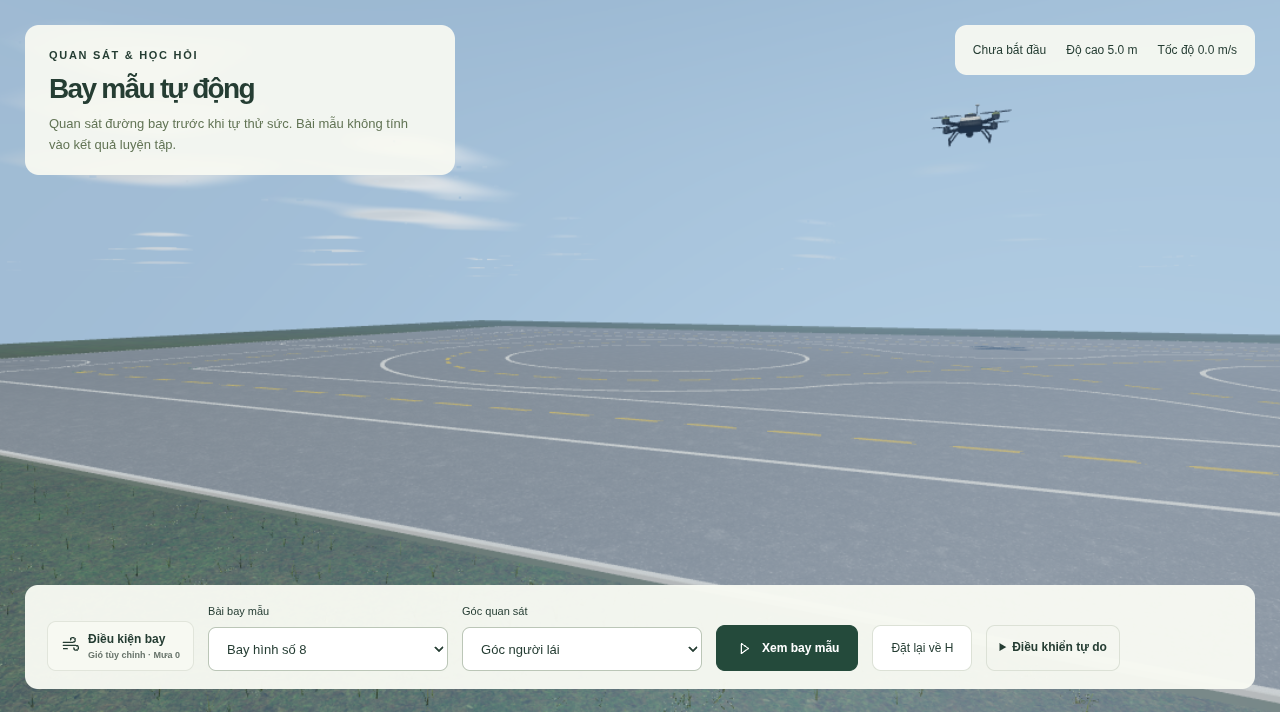 QUAN SÁT & HỌC HỎI
Bay mẫu tự động
Quan sát đường bay trước khi tự thử sức. Bài mẫu không tính
vào kết quả luyện tập.
Chưa bắt đầu Độ cao 5.0 m Tốc độ 0.0 m/s
Điều kiện bay
Gió tùy chỉnh · Mưa 0
Bài bay mẫu
Bay hình số 8
Góc quan sát
Góc người lái
Xem bay mẫu
Đặt lại về H
Điều khiển tự do